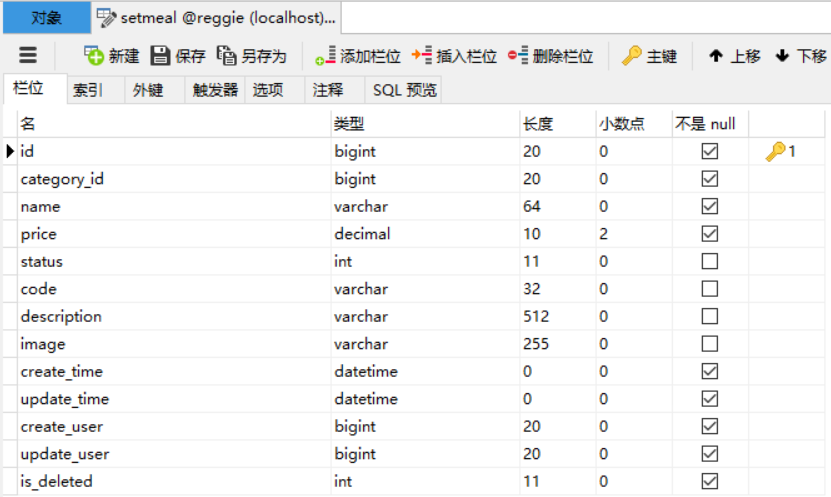 对象 setmeal @reggie (localhost)...
新建 保存 另存为 添加栏位 插入栏位 删除栏位 主键 上移 下移
栏位 索引 外键 触发器 选项 注释 SQL 预览
名 类型 长度 小数点 不是 null
id bigint 20 0 1
category_id bigint 20 0
name varchar 64 0
price decimal 10 2
status int 11 0
code varchar 32 0
description varchar 512 0
image varchar 255 0
create_time datetime 0 0
update_time datetime 0 0
create_user bigint 20 0
update_user bigint 20 0
is_deleted int 11 0